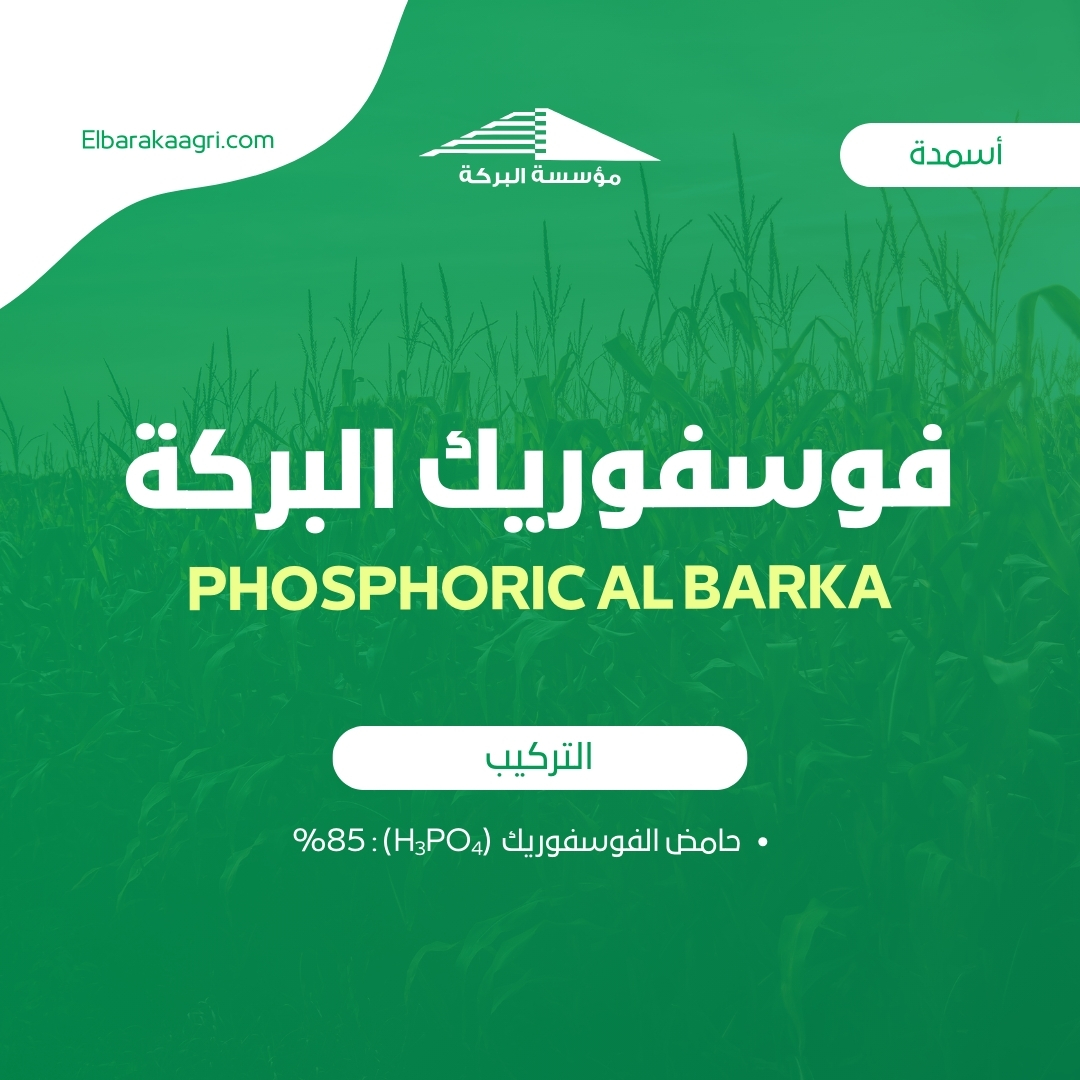 Elbarakaagri.com
مؤسسة البركة
أسمدة
فوسفوريك البركة
PHOSPHORIC AL BARKA
التركيب
• حامض الفوسفوريك (H₃PO₄) : 85%